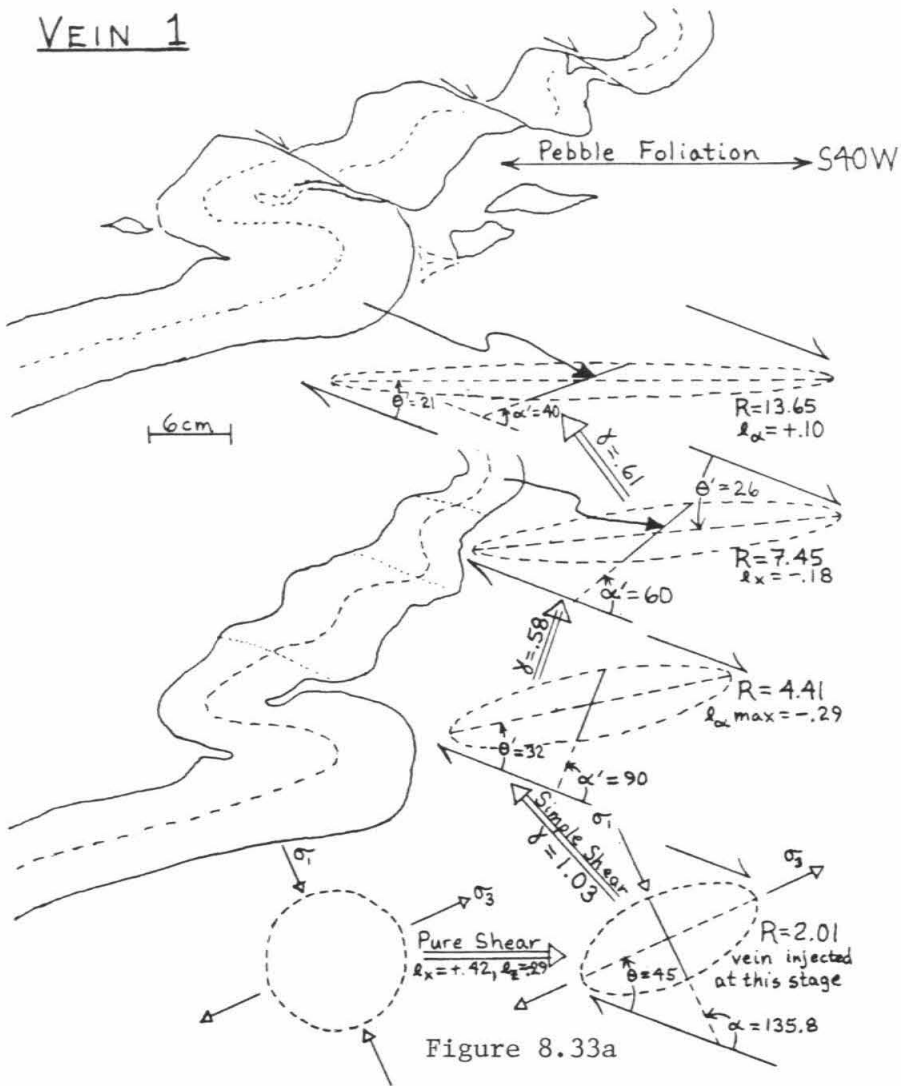 VEIN 1
Pebble Foliation
S40W
θ'=21
α'=40
R=13.65
ℓα=+.10
6cm
γ=.61
θ'=26
R=7.45
ℓx=-.18
α'=60
γ=.58
R=4.41
ℓα max=-.29
θ'=32
α'=90
Simple Shear
γ=1.03
σ1
σ1
σ3
σ3
Pure Shear
ℓx=+.42, ℓz=.29
R=2.01
vein injected
at this stage
θ=45
α=135.8
Figure 8.33a